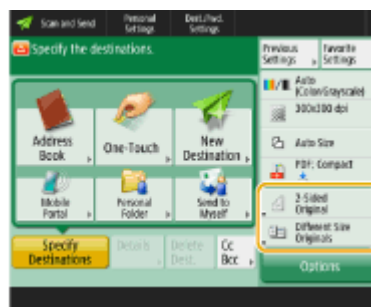 Scan and Send
Personal
Settings
Dest./Fwd.
Settings
Specify the destinations.
Previous
Settings
Favorite
Settings
Auto
(Color/Grayscale)
300x300 dpi
Auto Size
PDF: Compact
2-Sided
Original
Different Size
Originals
Options
Address
Book
One-Touch
New
Destination
Mobile
Portal
Personal
Folder
Send to
Myself
Specify
Destinations
Details
Delete
Dest.
Cc
Bcc